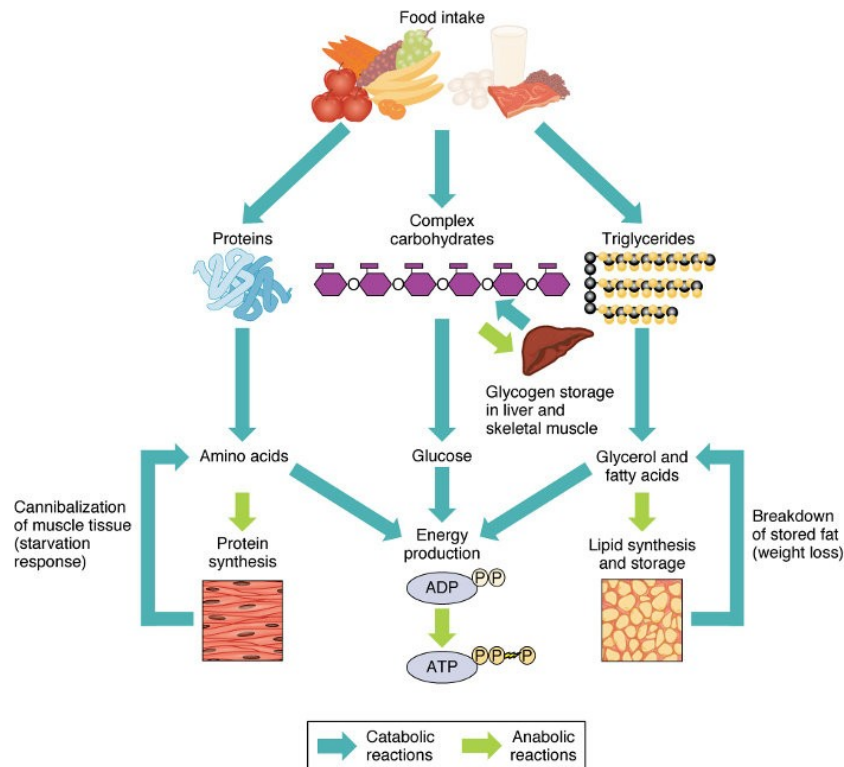 Food intake
Proteins
Complex
carbohydrates
Triglycerides
Glycogen storage
in liver and
skeletal muscle
Amino acids
Glucose
Glycerol and
fatty acids
Cannibalization
of muscle tissue
(starvation
response)
Protein
synthesis
Energy
production
Lipid synthesis
and storage
Breakdown
of stored fat
(weight loss)
ADP P P
ATP P P P
Catabolic
reactions
Anabolic
reactions